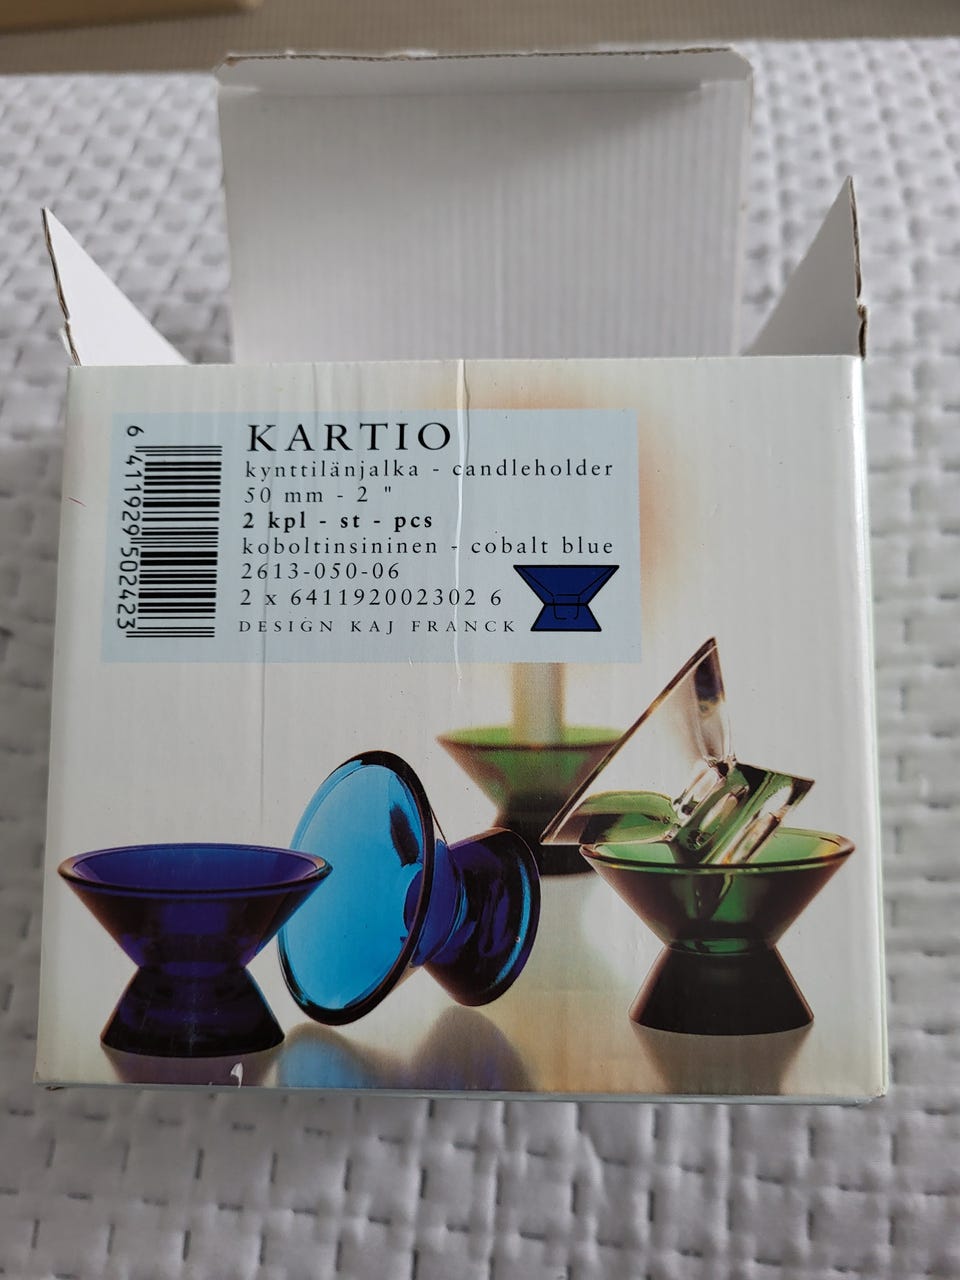 KARTIO
kynttilänjalka - candleholder
50 mm - 2 "
2 kpl - st - pcs
koboltinsininen - cobalt blue
2613-050-06
2 x 641192002302 6
DESIGN KAJ FRANCK
6 411929 502423